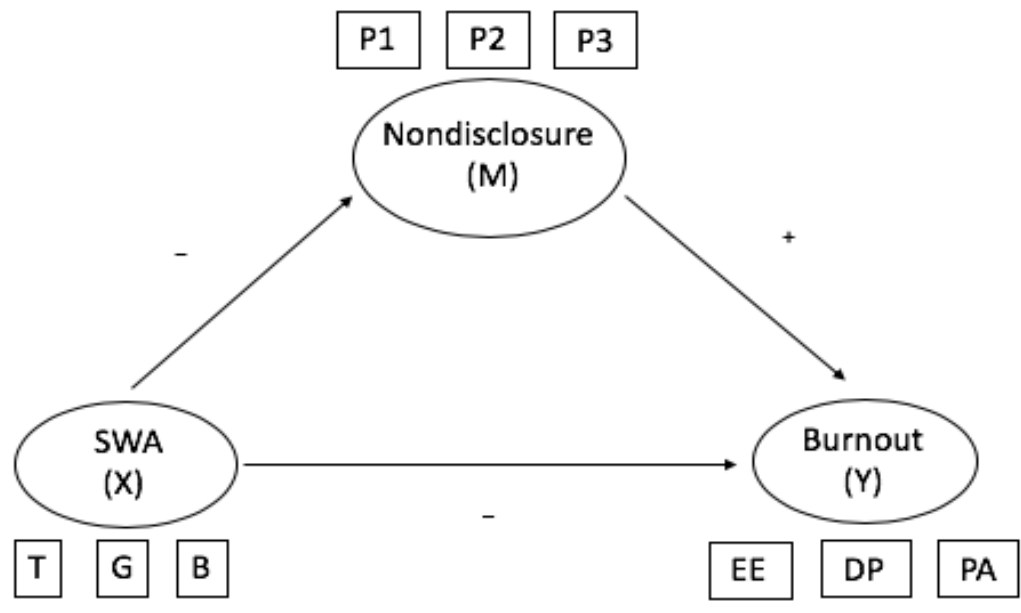 P1 P2 P3
Nondisclosure
(M)
– +
SWA
(X)
Burnout
(Y)
–
T G B
EE DP PA